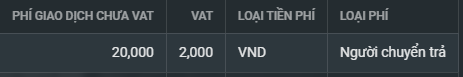 PHÍ GIAO DỊCH CHƯA VAT VAT LOẠI TIỀN PHÍ LOẠI PHÍ
20,000 2,000 VND Người chuyển trả